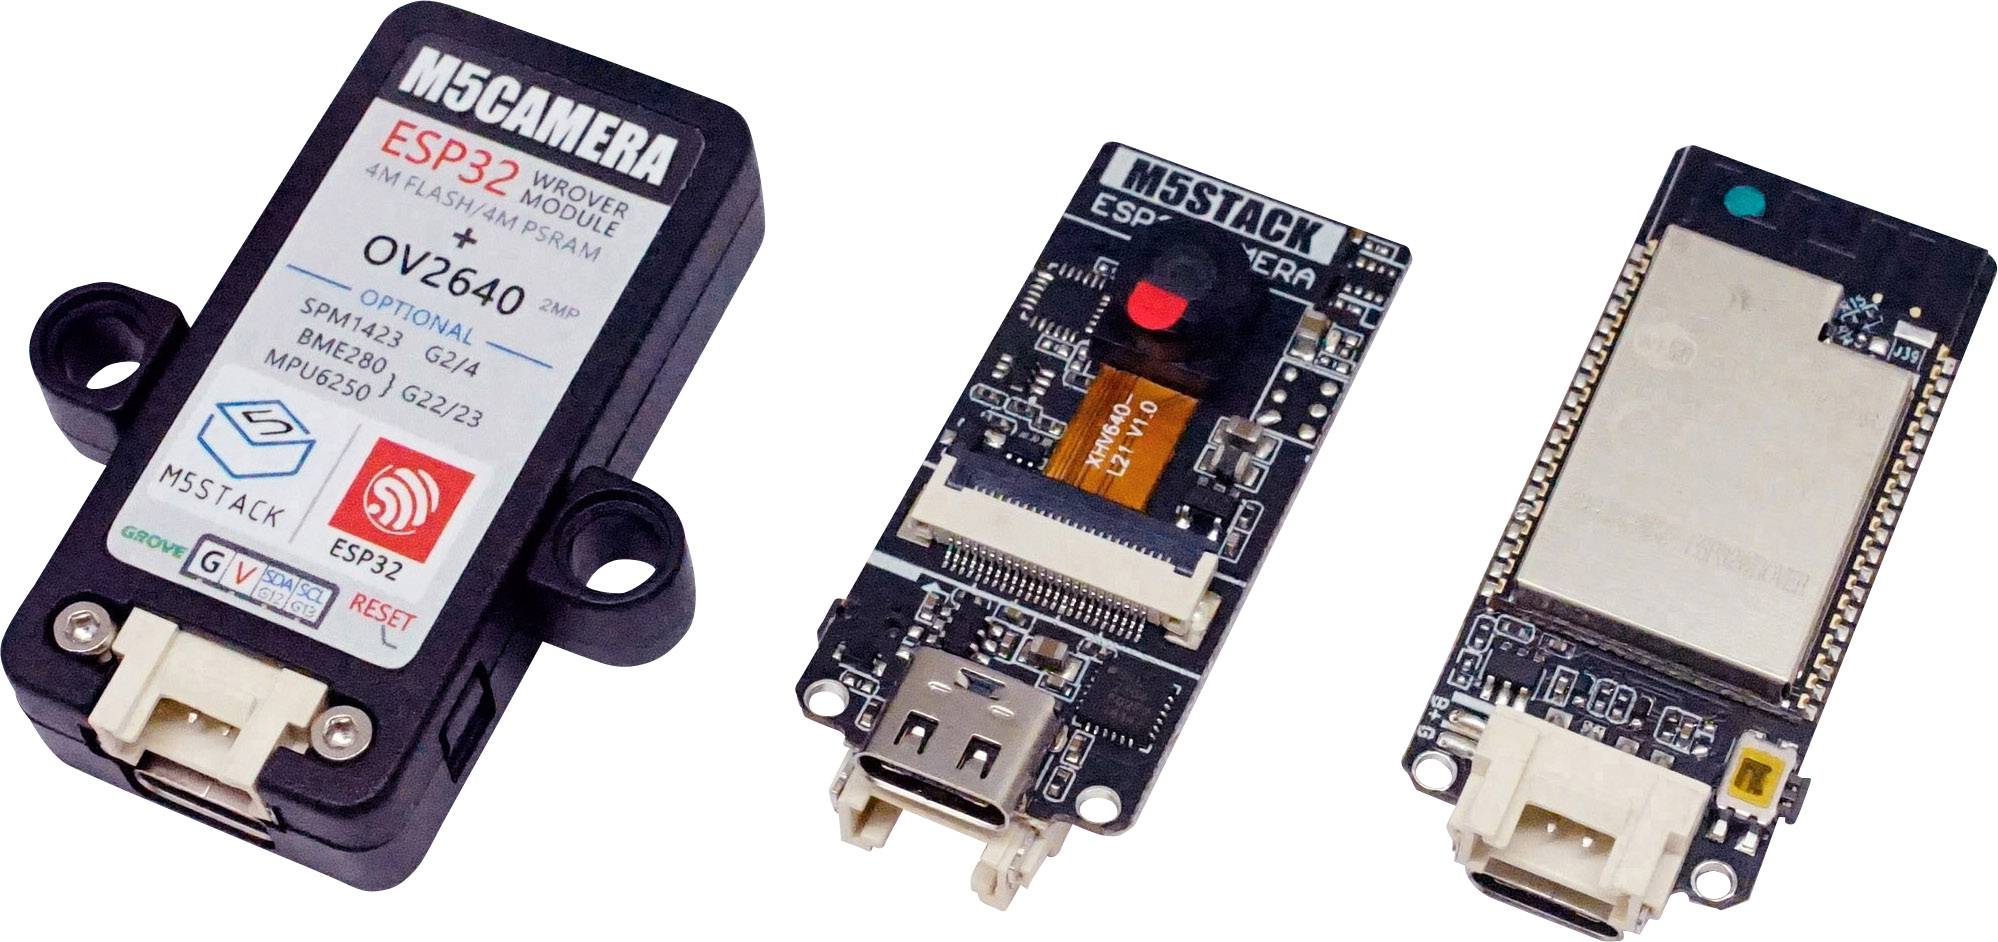 M5CAMERA
ESP32 WROVER MODULE
4M FLASH/4M PSRAM
+
OV2640 2MP
OPTIONAL
SPM1423 G2/4
BME280
MPU6250 } G22/23
5
M5STACK
ESP32
GROVE G V SDA G12 SCL G13
RESET
M5STACK
XHV640-
L21 V1.0
J39
B+G